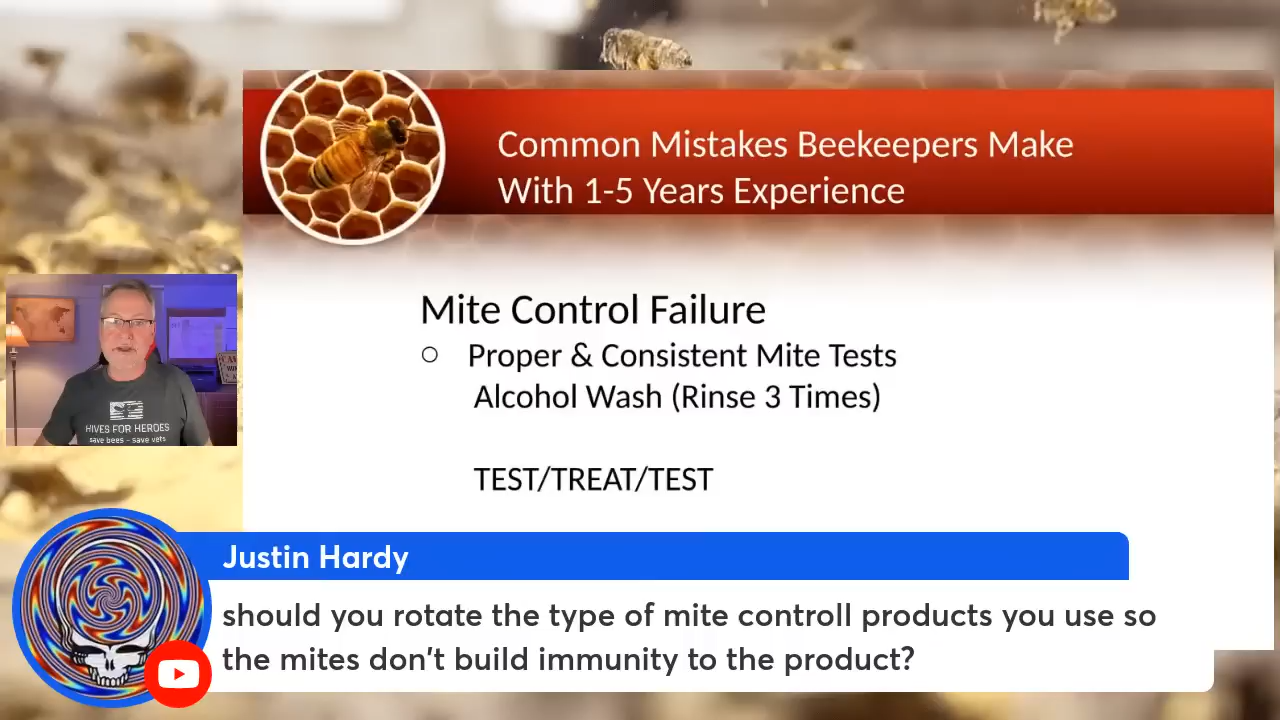 Common Mistakes Beekeepers Make
With 1-5 Years Experience
Mite Control Failure
Proper & Consistent Mite Tests
Alcohol Wash (Rinse 3 Times)
TEST/TREAT/TEST
HIVES FOR HEROES
save bees - save vets
Justin Hardy
should you rotate the type of mite controll products you use so
the mites don't build immunity to the product?